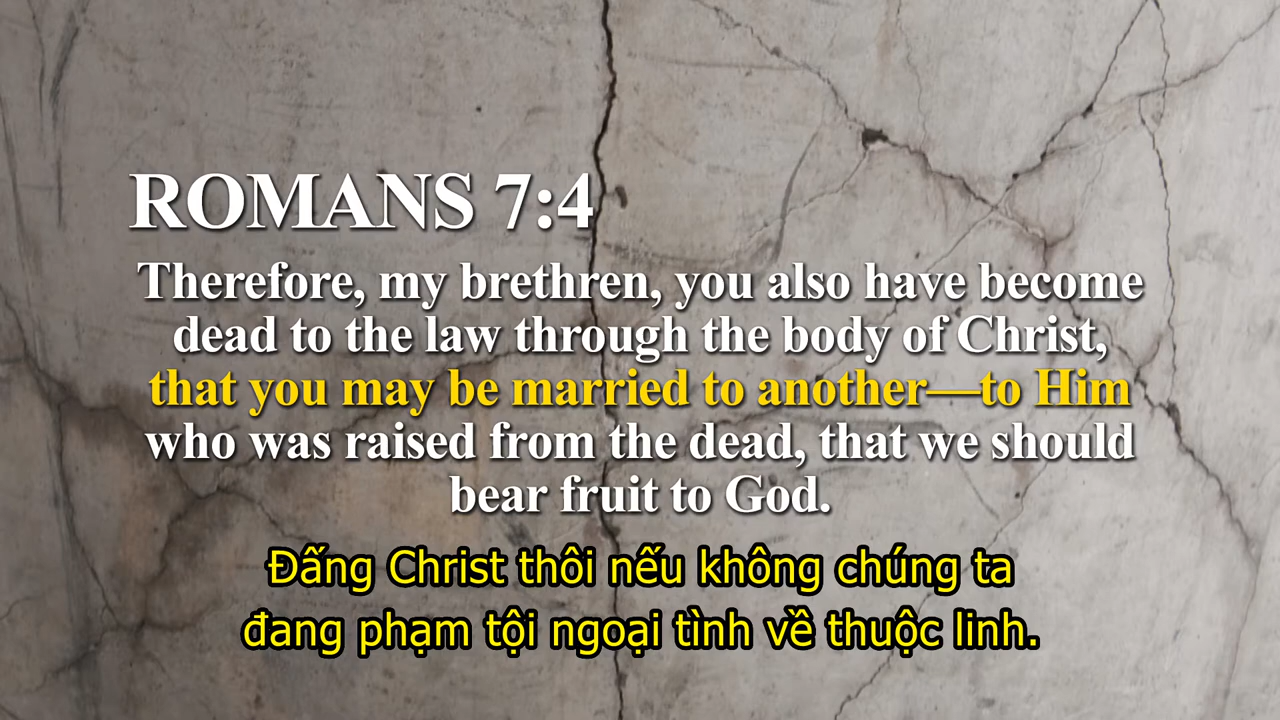 ROMANS 7:4
Therefore, my brethren, you also have become
dead to the law through the body of Christ,
that you may be married to another—to Him
who was raised from the dead, that we should
bear fruit to God.
Đấng Christ thôi nếu không chúng ta
đang phạm tội ngoại tình về thuộc linh.